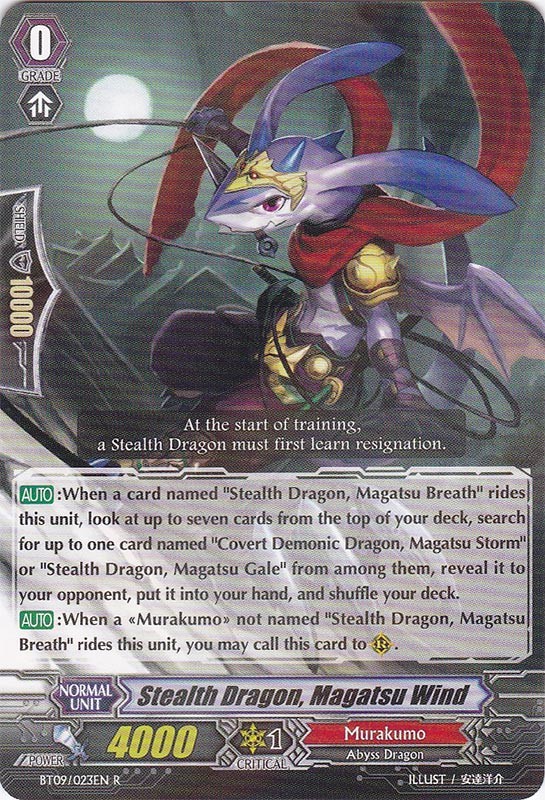 0
GRADE
SHIELD
10000
At the start of training,
a Stealth Dragon must first learn resignation.
AUTO :When a card named "Stealth Dragon, Magatsu Breath" rides
this unit, look at up to seven cards from the top of your deck, search
for up to one card named "Covert Demonic Dragon, Magatsu Storm"
or "Stealth Dragon, Magatsu Gale" from among them, reveal it to
your opponent, put it into your hand, and shuffle your deck.
AUTO :When a «Murakumo» not named "Stealth Dragon, Magatsu
Breath" rides this unit, you may call this card to R .
NORMAL
UNIT
Stealth Dragon, Magatsu Wind
POWER
4000
1
CRITICAL
Murakumo
Abyss Dragon
BT09/023EN R
ILLUST / 安達洋介